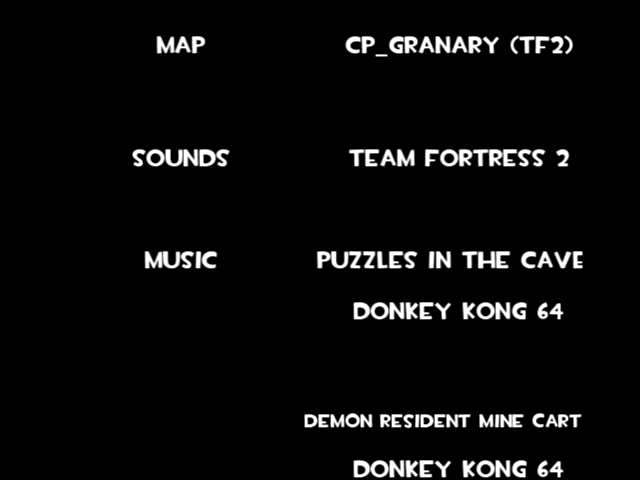 MAP CP_GRANARY (TF2)
SOUNDS TEAM FORTRESS 2
MUSIC PUZZLES IN THE CAVE
DONKEY KONG 64
DEMON RESIDENT MINE CART
DONKEY KONG 64